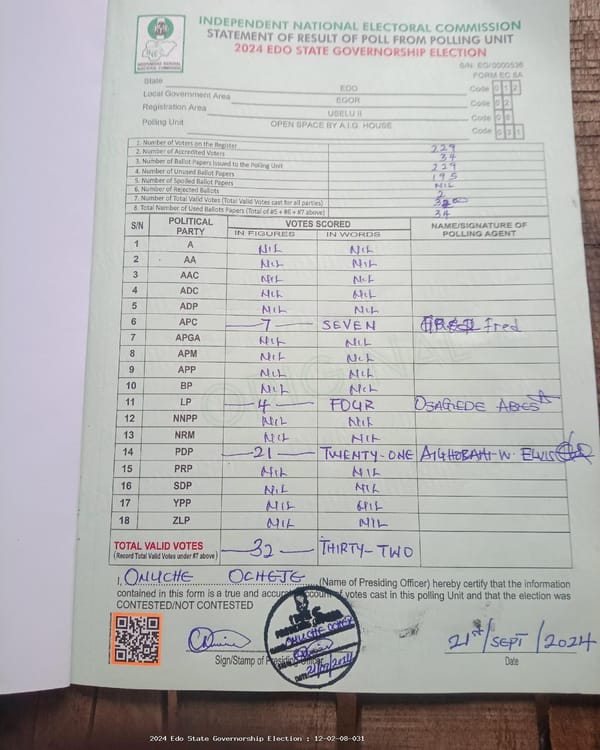 INDEPENDENT NATIONAL ELECTORAL COMMISSION
STATEMENT OF RESULT OF POLL FROM POLLING UNIT
2024 EDO STATE GOVERNORSHIP ELECTION
S/N: EG/0000536
FORM EC 8A
State EDO Code 0 1 2
Local Government Area EGOR Code 0 2
Registration Area USELU II Code 0 8
Polling Unit OPEN SPACE BY A.I.G. HOUSE Code 0 3 1
1. Number of Voters on the Register 229
2. Number of Accredited Voters 34
3. Number of Ballot Papers Issued to the Polling Unit 229
4. Number of Unused Ballot Papers 195
5. Number of Spoiled Ballot Papers NIL
6. Number of Rejected Ballots 2
7. Number of Total Valid Votes (Total Valid Votes cast for all parties) 32
8. Total Number of Used Ballots Papers (Total of #5 + #6 + #7 above) 34
S/N POLITICAL PARTY VOTES SCORED NAME/SIGNATURE OF POLLING AGENT
IN FIGURES IN WORDS
1 A NIL NIL
2 AA NIL NIL
3 AAC NIL NIL
4 ADC NIL NIL
5 ADP NIL NIL
6 APC 7 SEVEN Fred
7 APGA NIL NIL
8 APM NIL NIL
9 APP NIL NIL
10 BP NIL NIL
11 LP 4 FOUR OSAGIEDE
12 NNPP NIL NIL
13 NRM NIL NIL
14 PDP 21 TWENTY-ONE W. ELVIS
15 PRP NIL NIL
16 SDP NIL NIL
17 YPP NIL NIL
18 ZLP NIL NIL
TOTAL VALID VOTES 32 THIRTY-TWO
(Record Total Valid Votes under #7 above)
I, ONUCHE OCHEJE (Name of Presiding Officer) hereby certify that the information
contained in this form is a true and accurate account of votes cast in this polling Unit and that the election was
CONTESTED/NOT CONTESTED
21st/SEPT/2024
Sign/Stamp of Presiding Officer Date
2024 Edo State Governorship Election : 12-02-08-031